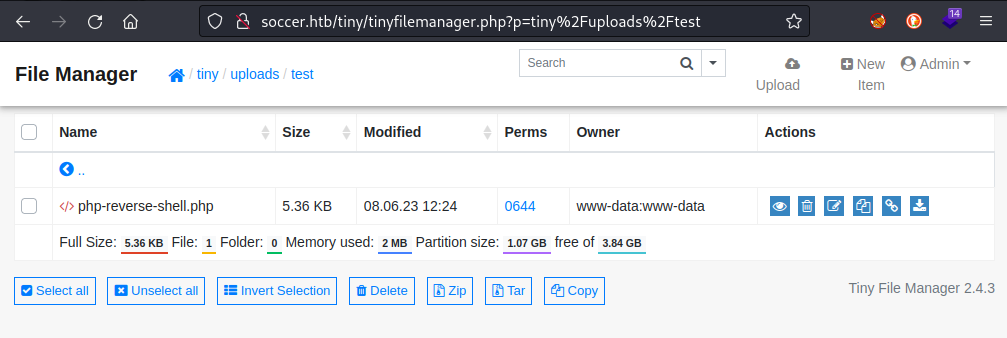 soccer.htb/tiny/tinyfilemanager.php?p=tiny%2Fuploads%2Ftest
14
File Manager / tiny / uploads / test Search Upload New Item Admin
Name Size Modified Perms Owner Actions
..
</> php-reverse-shell.php 5.36 KB 08.06.23 12:24 0644 www-data:www-data
Full Size: 5.36 KB File: 1 Folder: 0 Memory used: 2 MB Partition size: 1.07 GB free of 3.84 GB
Select all Unselect all Invert Selection Delete Zip Tar Copy Tiny File Manager 2.4.3